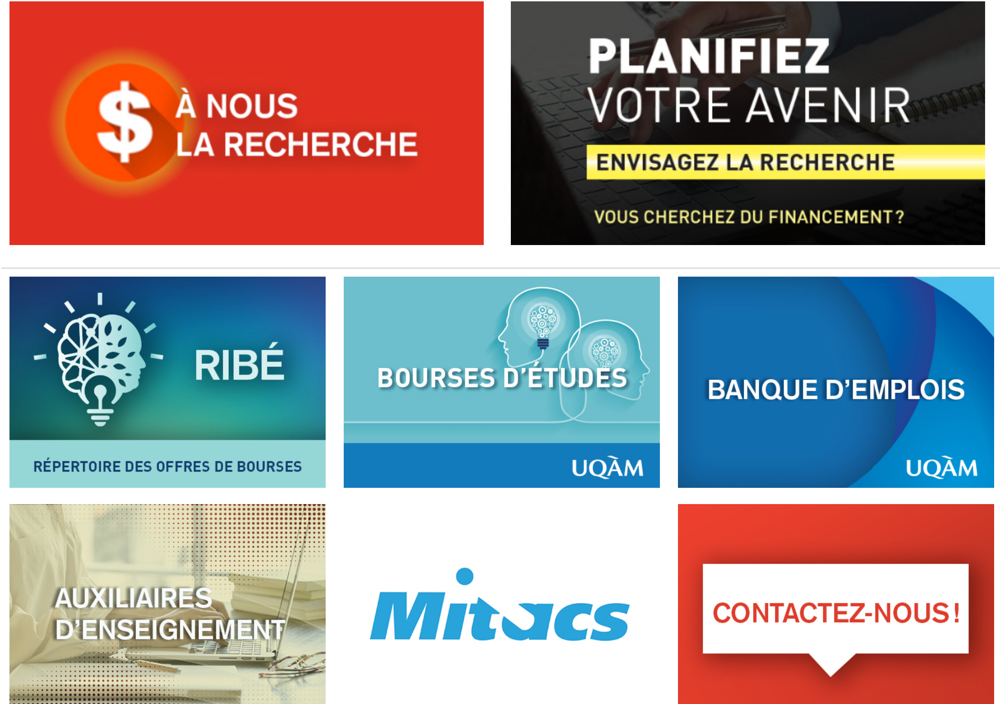 $
À NOUS
LA RECHERCHE
PLANIFIEZ
VOTRE AVENIR
ENVISAGEZ LA RECHERCHE
VOUS CHERCHEZ DU FINANCEMENT ?
RIBÉ
RÉPERTOIRE DES OFFRES DE BOURSES
BOURSES D'ÉTUDES
UQÀM
BANQUE D'EMPLOIS
UQÀM
AUXILIAIRES
D'ENSEIGNEMENT
Mitacs
CONTACTEZ-NOUS !